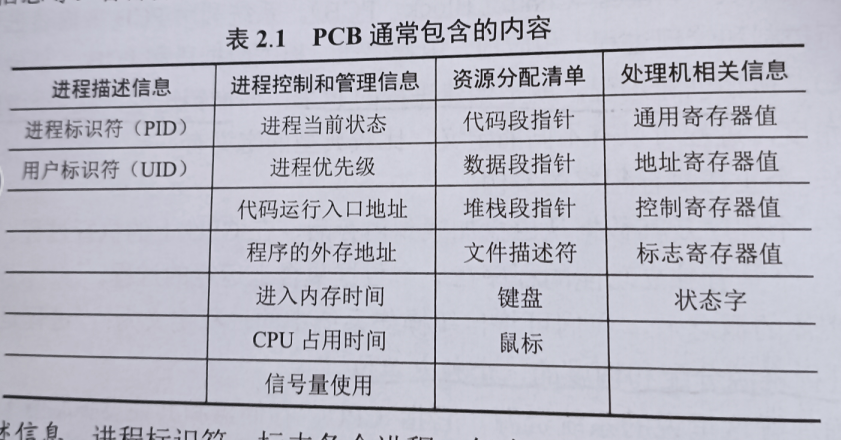 表 2.1 PCB 通常包含的内容
进程描述信息 进程控制和管理信息 资源分配清单 处理机相关信息
进程标识符（PID） 进程当前状态 代码段指针 通用寄存器值
用户标识符（UID） 进程优先级 数据段指针 地址寄存器值
代码运行入口地址 堆栈段指针 控制寄存器值
程序的外存地址 文件描述符 标志寄存器值
进入内存时间 键盘 状态字
CPU 占用时间 鼠标
信号量使用
述信息 进程标识符